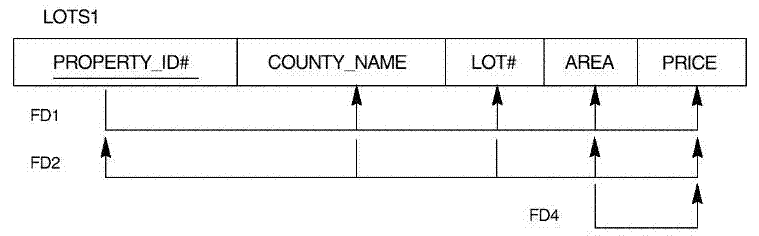 LOTS1
PROPERTY_ID# COUNTY_NAME LOT# AREA PRICE
FD1
FD2
FD4